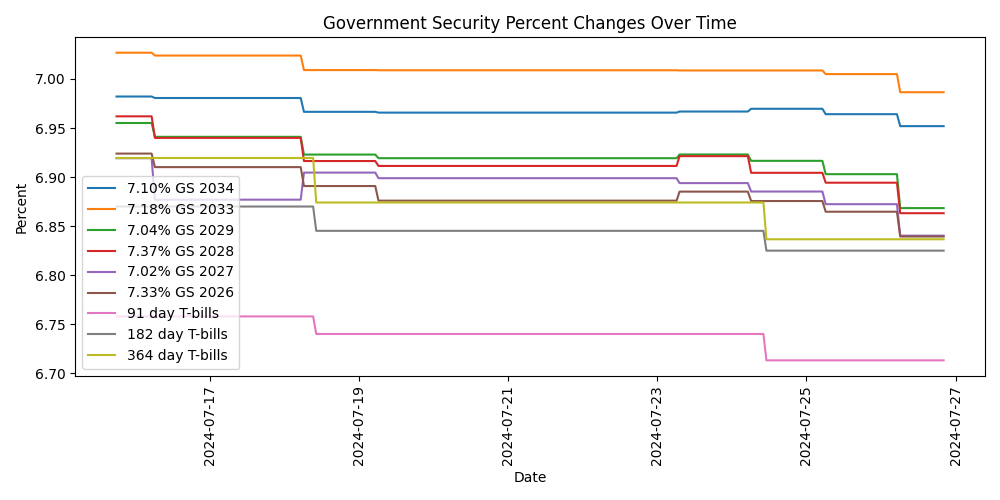 Government Security Percent Changes Over Time
Percent
7.00
6.95
6.90
6.85
6.80
6.75
6.70
7.10% GS 2034
7.18% GS 2033
7.04% GS 2029
7.37% GS 2028
7.02% GS 2027
7.33% GS 2026
91 day T-bills
182 day T-bills
364 day T-bills
2024-07-17
2024-07-19
2024-07-21
2024-07-23
2024-07-25
2024-07-27
Date